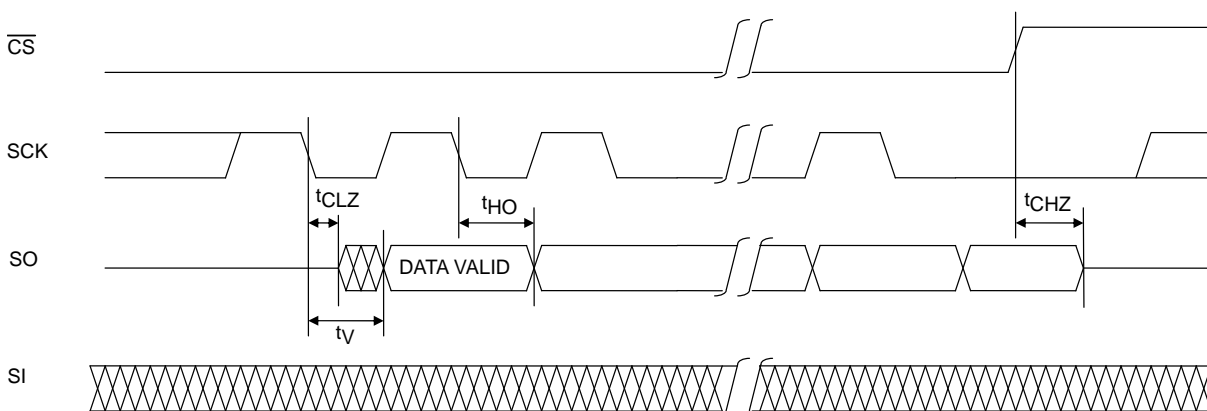 CS
SCK
tCLZ
tHO
tCHZ
SO
DATA VALID
tV
SI